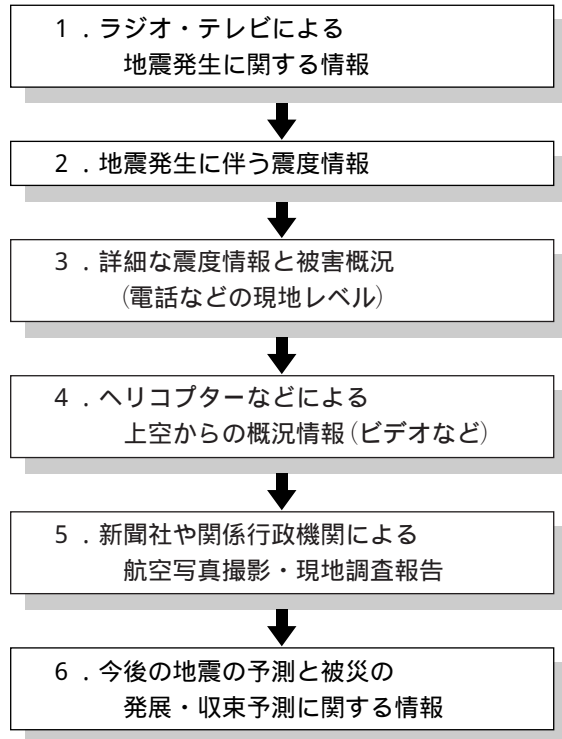 1．ラジオ・テレビによる
地震発生に関する情報
2．地震発生に伴う震度情報
3．詳細な震度情報と被害概況
（電話などの現地レベル）
4．ヘリコプターなどによる
上空からの概況情報（ビデオなど）
5．新聞社や関係行政機関による
航空写真撮影・現地調査報告
6．今後の地震の予測と被災の
発展・収束予測に関する情報